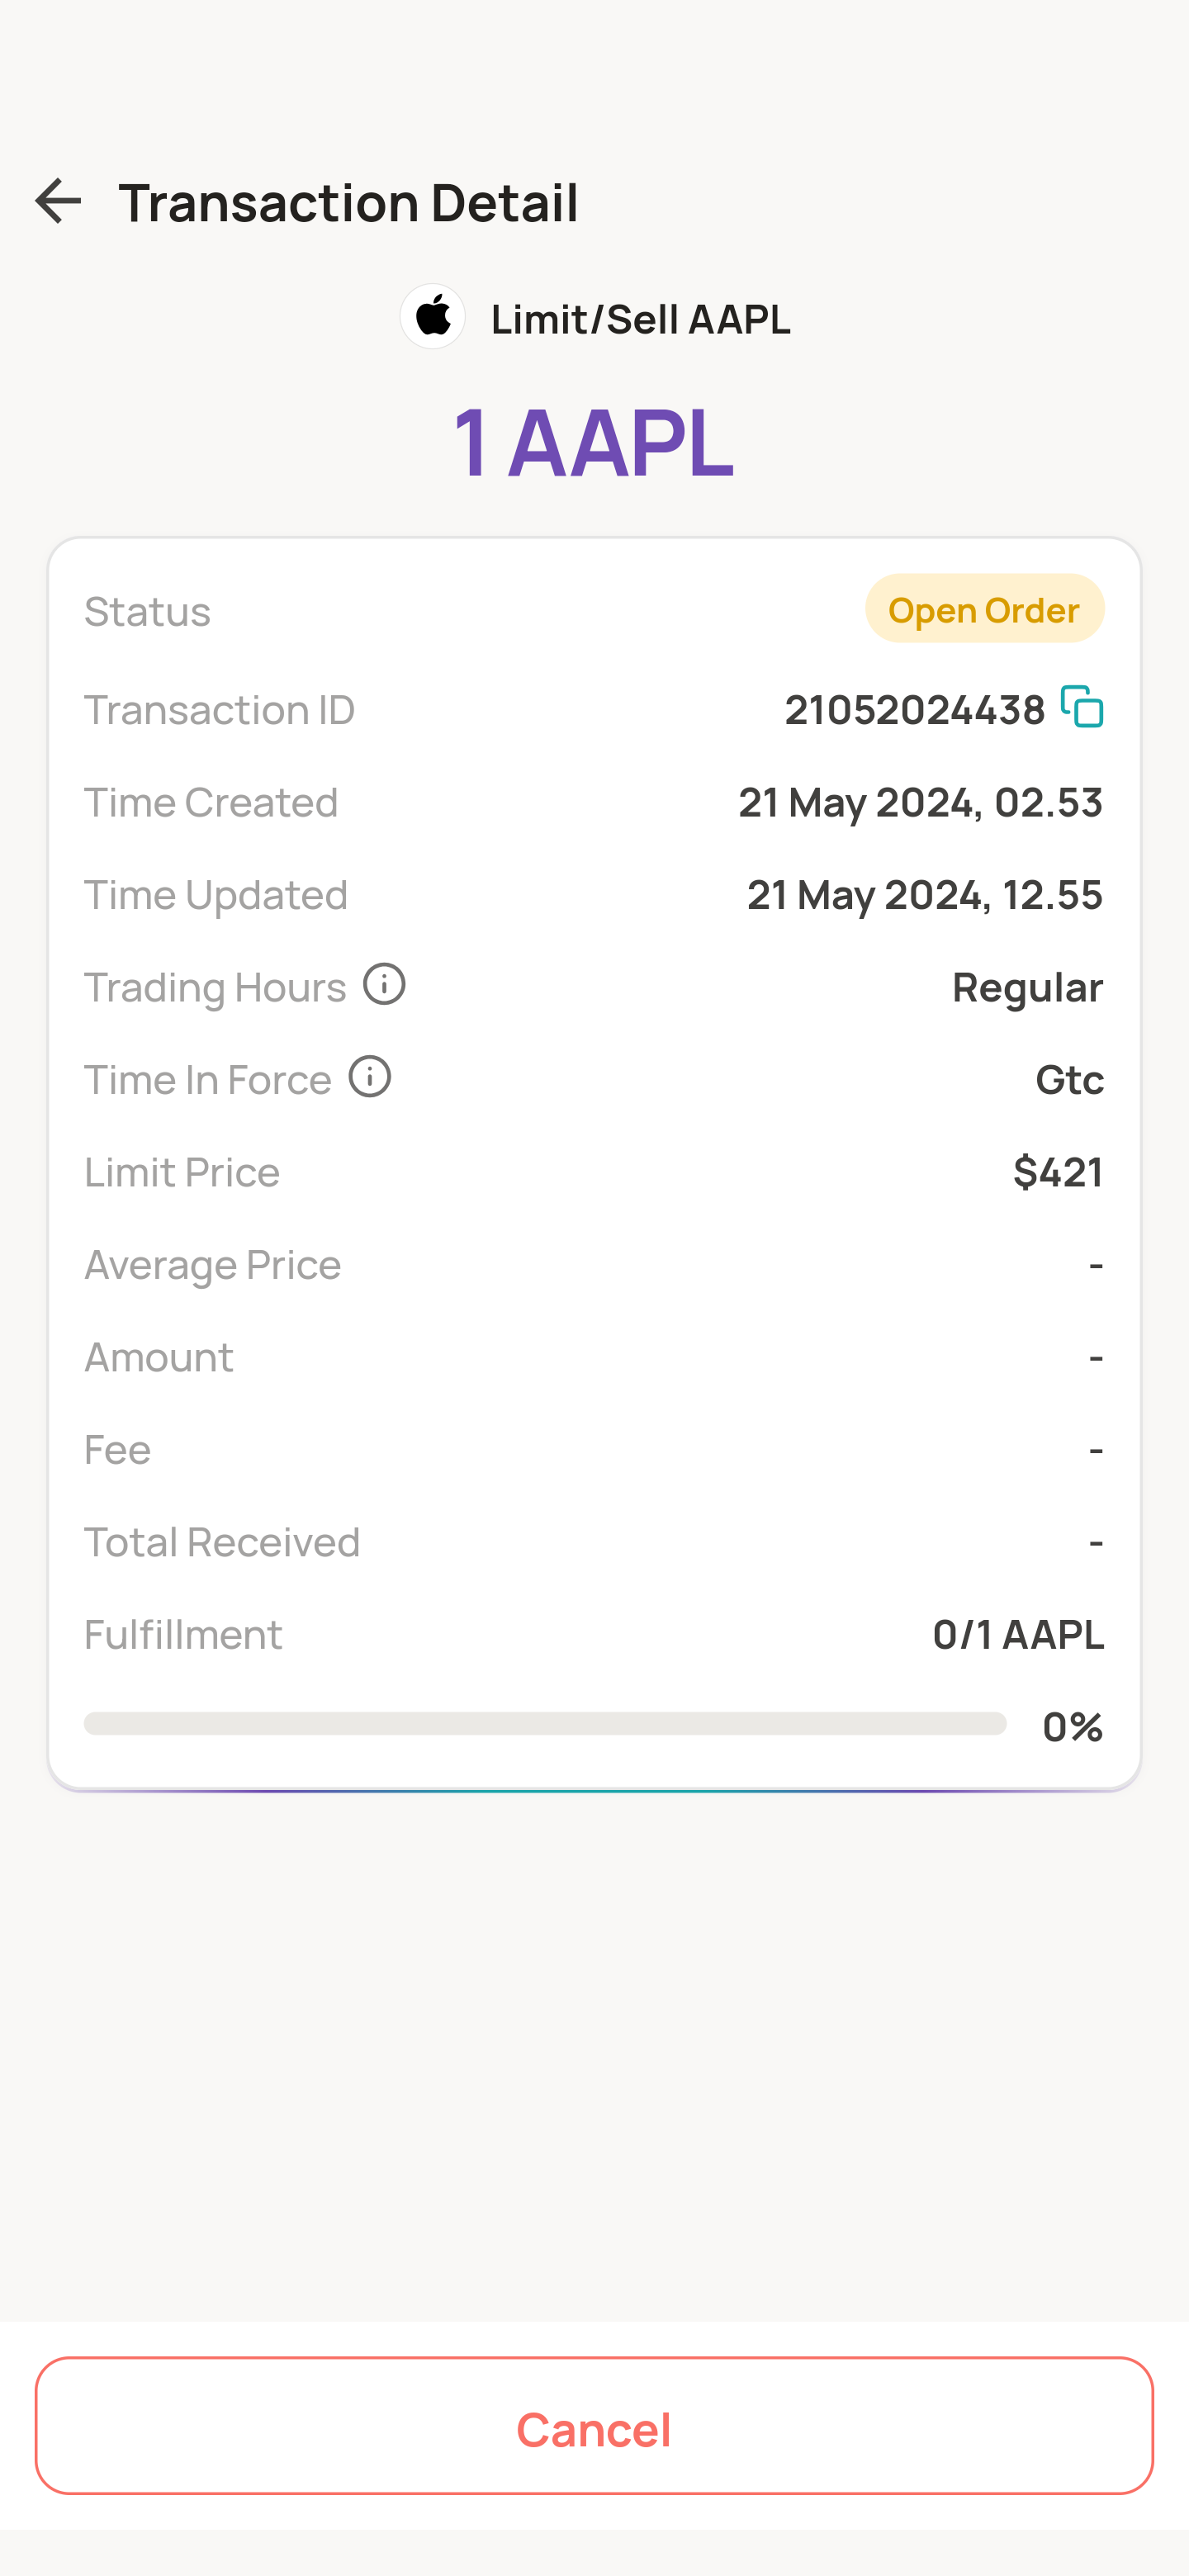 Transaction Detail
Limit/Sell AAPL
1 AAPL
Status Open Order
Transaction ID 21052024438
Time Created 21 May 2024, 02.53
Time Updated 21 May 2024, 12.55
Trading Hours Regular
Time In Force Gtc
Limit Price $421
Average Price -
Amount -
Fee -
Total Received -
Fulfillment 0/1 AAPL
0%
Cancel